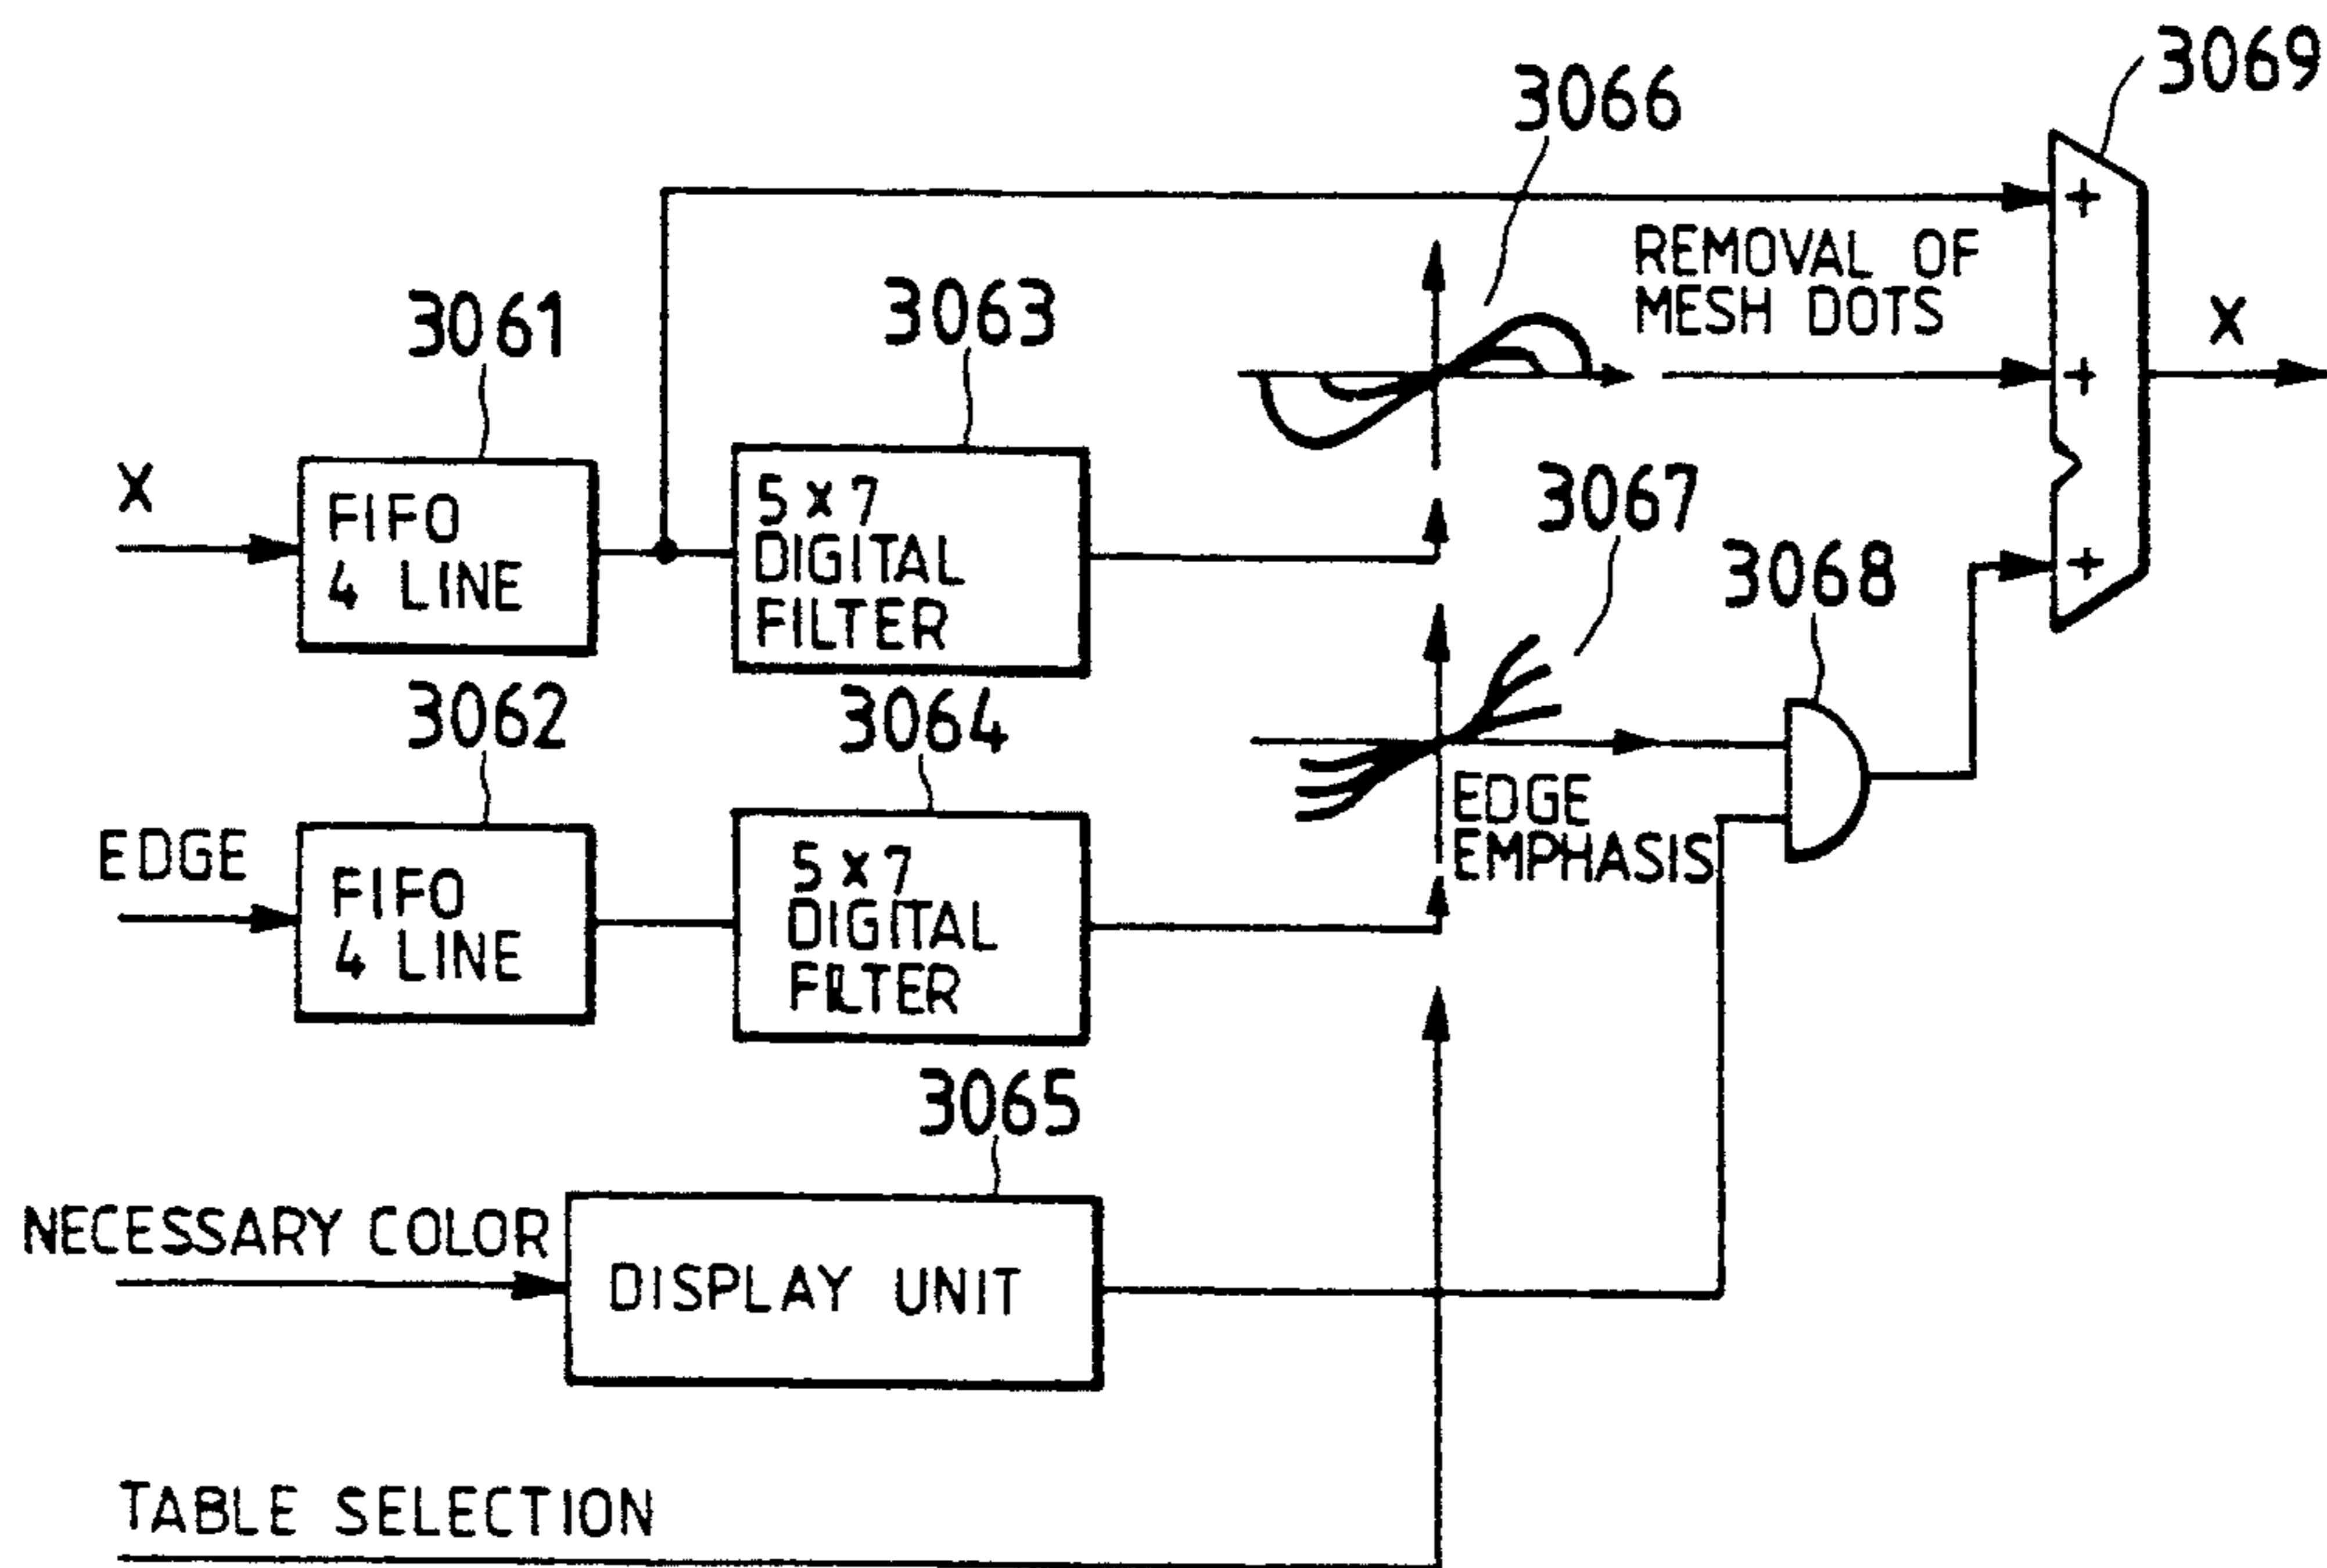 3069
3066
REMOVAL OF
MESH DOTS
+
3061
3063
X
+
X
FIFO
4 LINE
5 x 7
DIGITAL
FILTER
3067
3068
+
3062
3064
EDGE
EMPHASIS
EDGE
FIFO
4 LINE
5 x 7
DIGITAL
FILTER
3065
NECESSARY COLOR
DISPLAY UNIT
TABLE SELECTION